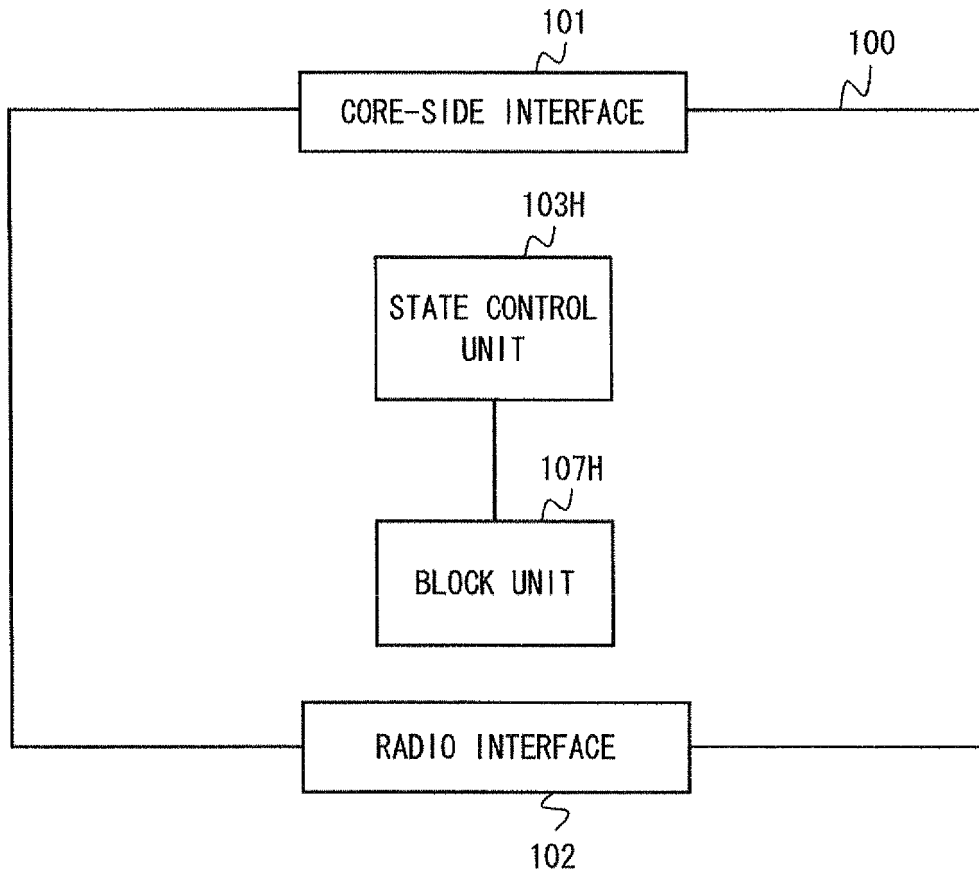 101
100
CORE-SIDE INTERFACE
103H
STATE CONTROL
UNIT
107H
BLOCK UNIT
RADIO INTERFACE
102